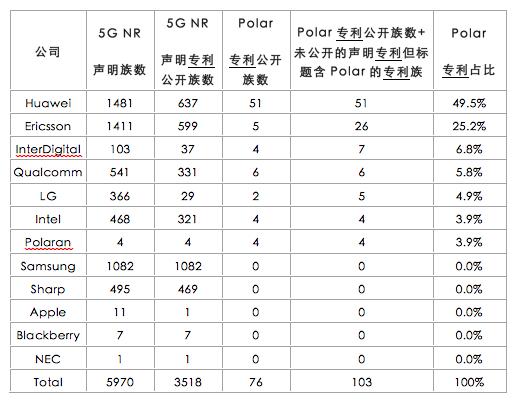 公司 5G NR 声明族数 5G NR 声明专利公开族数 Polar 专利公开族数 Polar 专利公开族数+未公开的声明专利但标题含 Polar 的专利族 Polar 专利占比
Huawei 1481 637 51 51 49.5%
Ericsson 1411 599 5 26 25.2%
InterDigital 103 37 4 7 6.8%
Qualcomm 541 331 6 6 5.8%
LG 366 29 2 5 4.9%
Intel 468 321 4 4 3.9%
Polaran 4 4 4 4 3.9%
Samsung 1082 1082 0 0 0.0%
Sharp 495 469 0 0 0.0%
Apple 11 1 0 0 0.0%
Blackberry 7 7 0 0 0.0%
NEC 1 1 0 0 0.0%
Total 5970 3518 76 103 100%